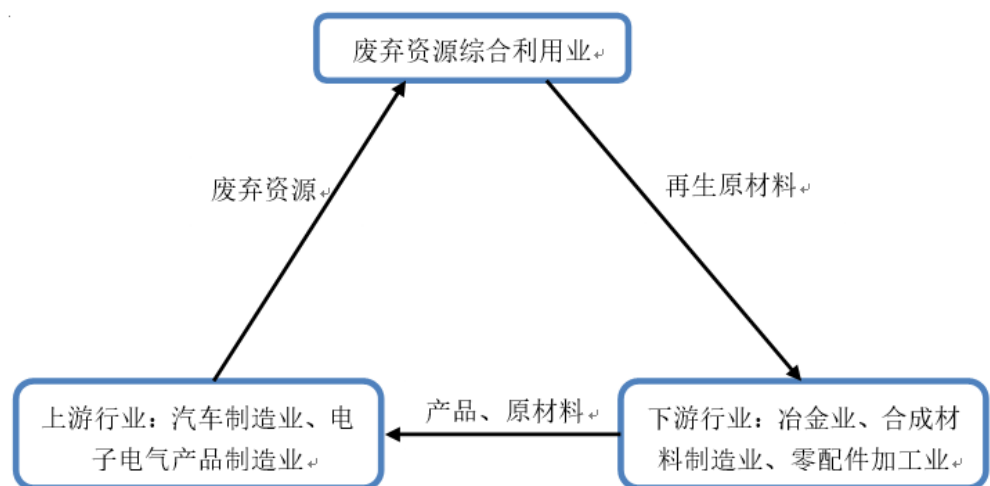 废弃资源综合利用业
废弃资源
再生原材料
产品、原材料
上游行业：汽车制造业、电
子电气产品制造业
下游行业：冶金业、合成材
料制造业、零配件加工业